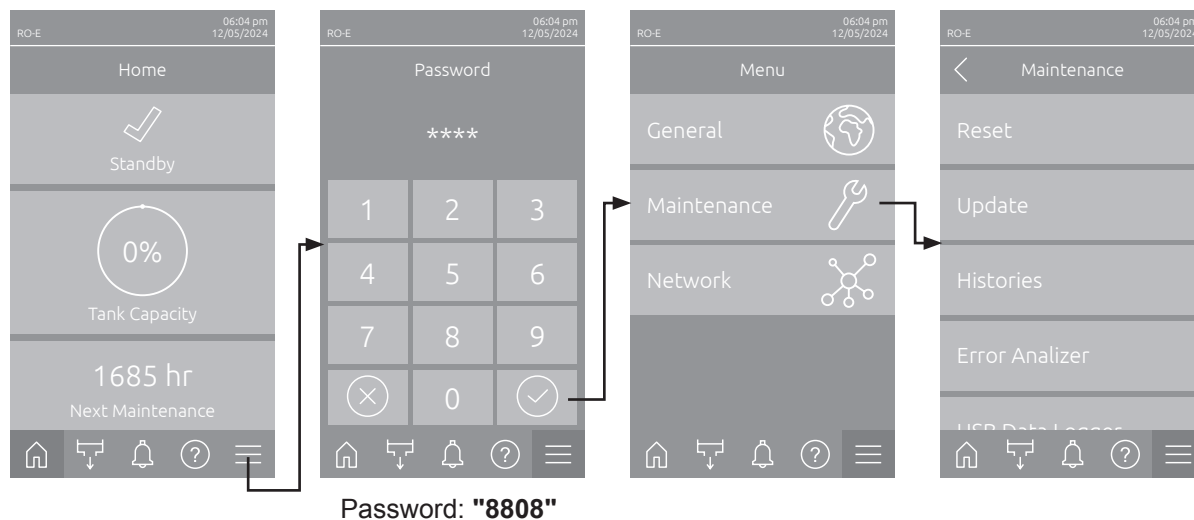 06:04 pm
RO-E 12/05/2024
Home
Standby
0%
Tank Capacity
1685 hr
Next Maintenance
06:04 pm
RO-E 12/05/2024
Password
****
1 2 3
4 5 6
7 8 9
0
?
Password: "8808"
06:04 pm
RO-E 12/05/2024
Menu
General
Maintenance
Network
?
06:04 pm
RO-E 12/05/2024
Maintenance
Reset
Update
Histories
Error Analizer
USB Data Logger
?